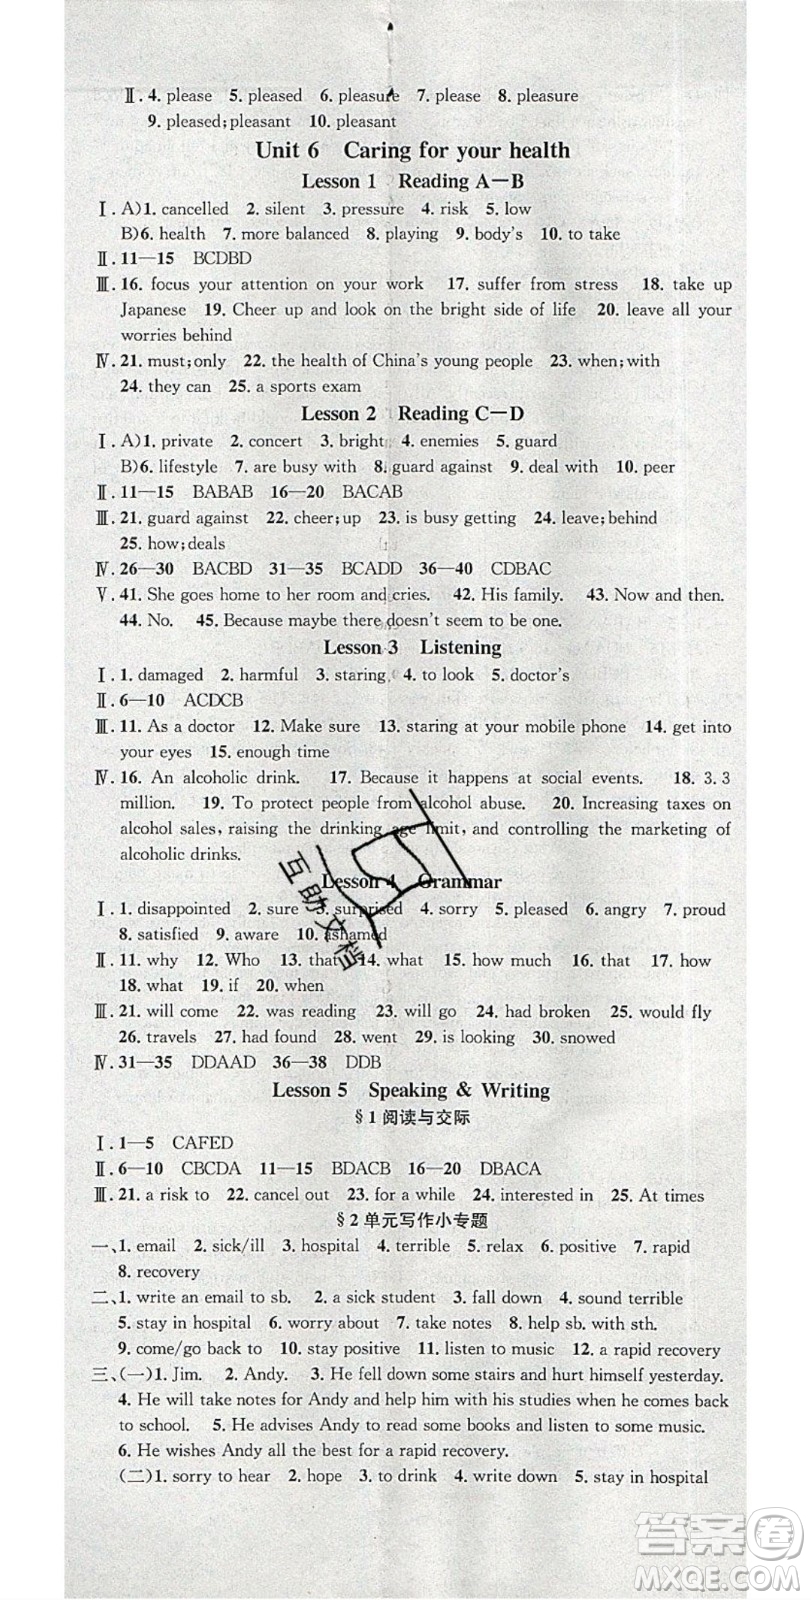 Ⅱ. 4. please 5. pleased 6. pleasure 7. please 8. pleasure
9. pleased;pleasant 10. pleasant
Unit 6 Caring for your health
Lesson 1 Reading A—B
Ⅰ. A)1. cancelled 2. silent 3. pressure 4. risk 5. low
B)6. health 7. more balanced 8. playing 9. body's 10. to take
Ⅱ. 11—15 BCDBD
Ⅲ. 16. focus your attention on your work 17. suffer from stress 18. take up
Japanese 19. Cheer up and look on the bright side of life 20. leave all your
worries behind
Ⅳ. 21. must;only 22. the health of China's young people 23. when;with
24. they can 25. a sports exam
Lesson 2 Reading C—D
Ⅰ. A)1. private 2. concert 3. bright 4. enemies 5. guard
B)6. lifestyle 7. are busy with 8. guard against 9. deal with 10. peer
Ⅱ. 11—15 BABAB 16—20 BACAB
Ⅲ. 21. guard against 22. cheer;up 23. is busy getting 24. leave;behind
25. how;deals
Ⅳ. 26—30 BACBD 31—35 BCADD 36—40 CDBAC
Ⅴ. 41. She goes home to her room and cries. 42. His family. 43. Now and then.
44. No. 45. Because maybe there doesn't seem to be one.
Lesson 3 Listening
Ⅰ. 1. damaged 2. harmful 3. staring 4. to look 5. doctor's
Ⅱ. 6—10 ACDCB
Ⅲ. 11. As a doctor 12. Make sure 13. staring at your mobile phone 14. get into
your eyes 15. enough time
Ⅳ. 16. An alcoholic drink. 17. Because it happens at social events. 18. 3. 3
million. 19. To protect people from alcohol abuse. 20. Increasing taxes on
alcohol sales, raising the drinking age limit, and controlling the marketing of
alcoholic drinks.
Lesson 4 Grammar
Ⅰ. 1. disappointed 2. sure 3. surprised 4. sorry 5. pleased 6. angry 7. proud
8. satisfied 9. aware 10. ashamed
Ⅱ. 11. why 12. Who 13. that 14. what 15. how much 16. that 17. how
18. what 19. if 20. when
Ⅲ. 21. will come 22. was reading 23. will go 24. had broken 25. would fly
26. travels 27. had found 28. went 29. is looking 30. snowed
Ⅳ. 31—35 DDAAD 36—38 DDB
Lesson 5 Speaking & Writing
§1 阅读与交际
Ⅰ. 1—5 CAFED
Ⅱ. 6—10 CBCDA 11—15 BDACB 16—20 DBACA
Ⅲ. 21. a risk to 22. cancel out 23. for a while 24. interested in 25. At times
§2 单元写作小专题
一、1. email 2. sick/ill 3. hospital 4. terrible 5. relax 6. positive 7. rapid
8. recovery
二、1. write an email to sb. 2. a sick student 3. fall down 4. sound terrible
5. stay in hospital 6. worry about 7. take notes 8. help sb. with sth.
9. come/go back to 10. stay positive 11. listen to music 12. a rapid recovery
三、(一)1. Jim. 2. Andy. 3. He fell down some stairs and hurt himself yesterday.
4. He will take notes for Andy and help him with his studies when he comes back
to school. 5. He advises Andy to read some books and listen to some music.
6. He wishes Andy all the best for a rapid recovery.
(二)1. sorry to hear 2. hope 3. to drink 4. write down 5. stay in hospital
互助文档
答案圈
MXQE.COM